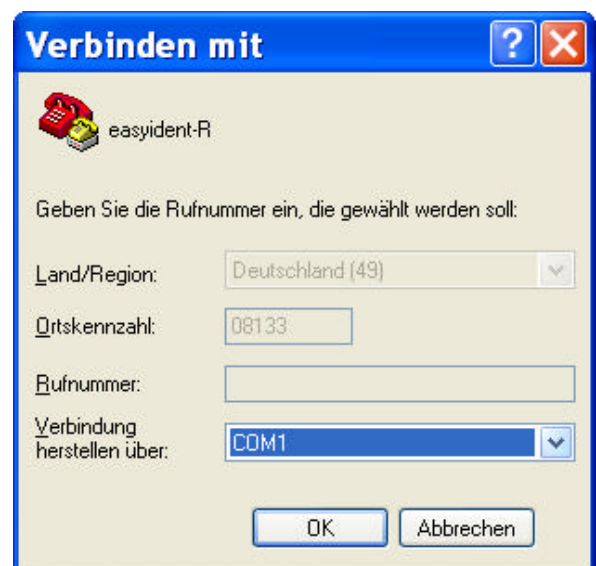 Verbinden mit
easyident-R
Geben Sie die Rufnummer ein, die gewählt werden soll:
Land/Region: Deutschland (49)
Ortskennzahl: 08133
Rufnummer:
Verbindung
herstellen über: COM1
OK Abbrechen